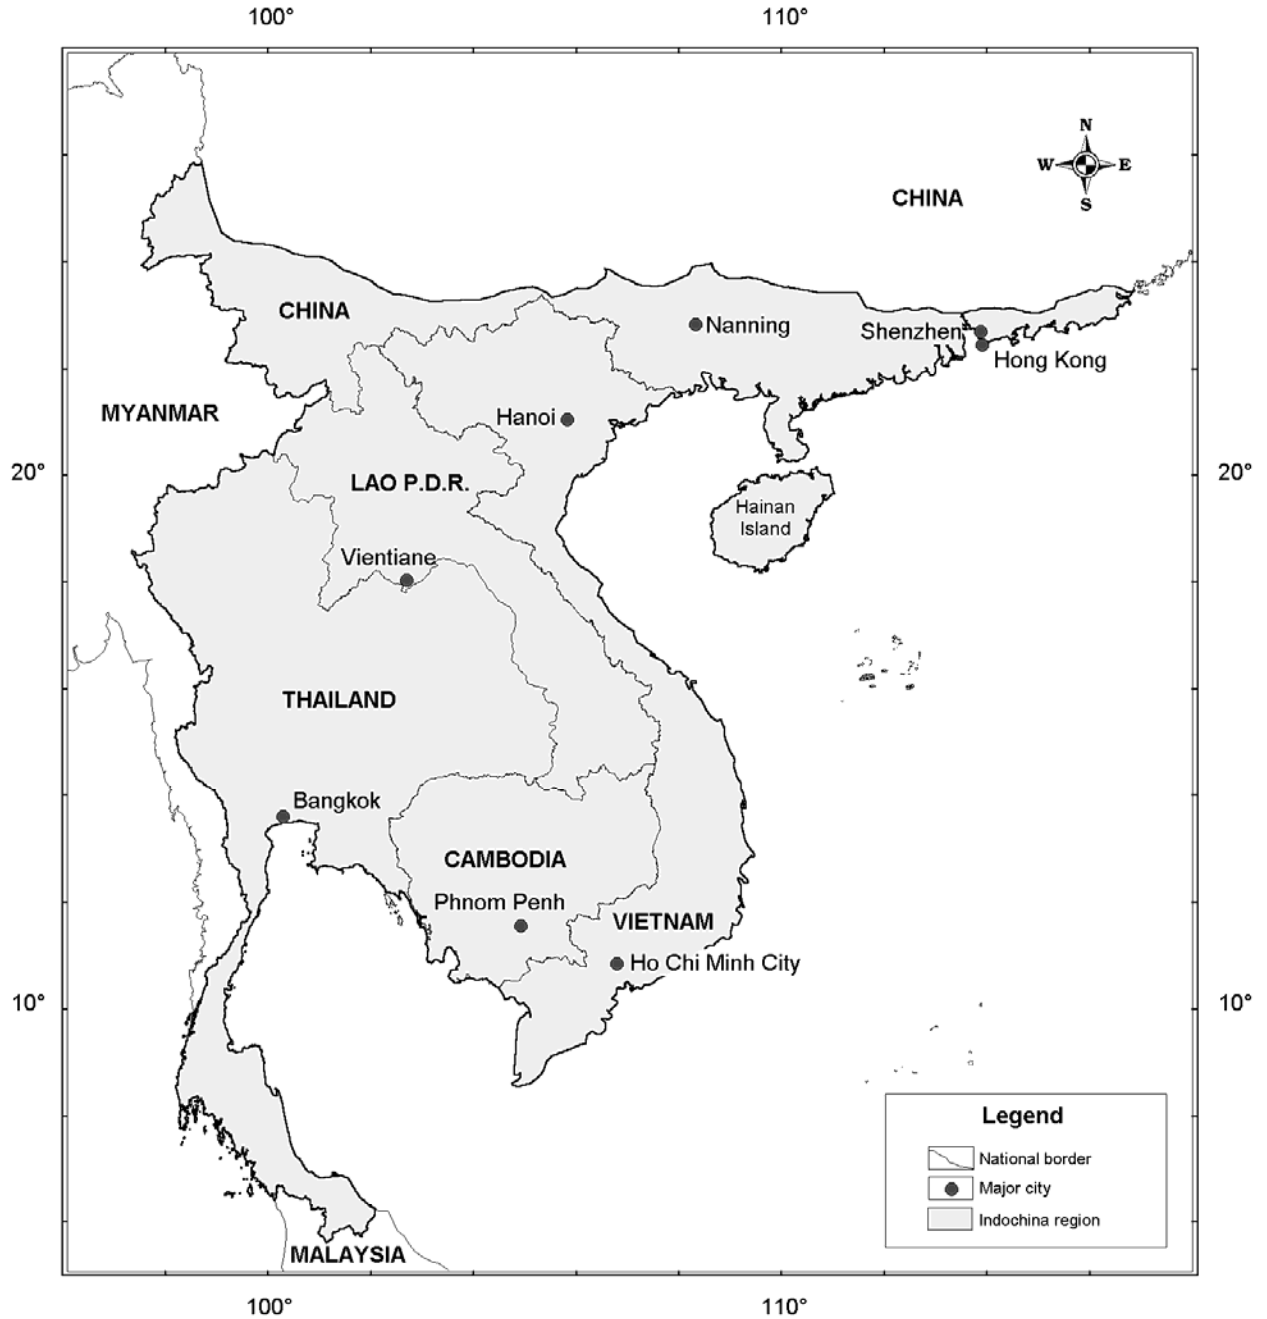 100°
110°
N
W
E
S
CHINA
CHINA
Nanning
Shenzhen
Hong Kong
MYANMAR
Hanoi
20°
20°
LAO P.D.R.
Hainan
Island
Vientiane
THAILAND
Bangkok
CAMBODIA
Phnom Penh
VIETNAM
Ho Chi Minh City
10°
10°
Legend
National border
Major city
Indochina region
MALAYSIA
100°
110°